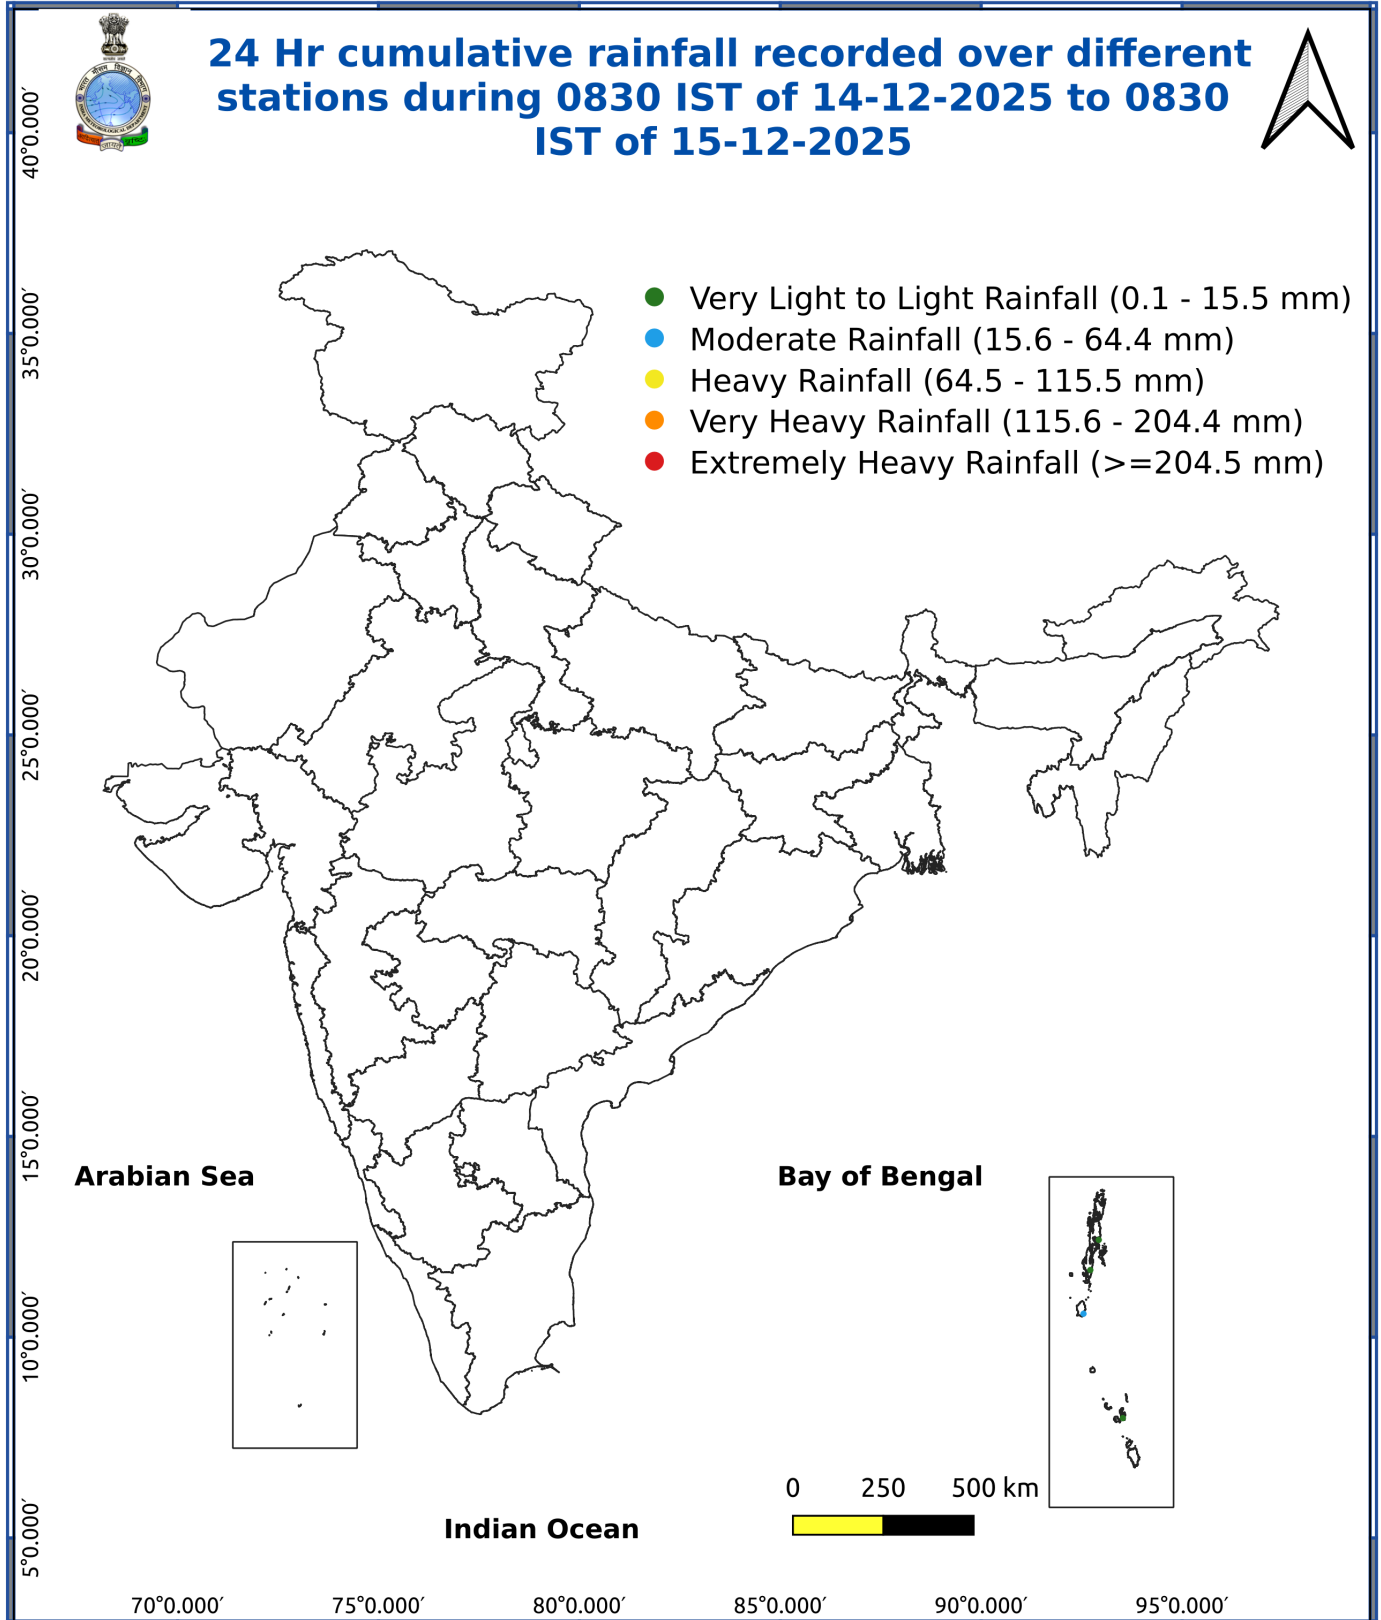 24 Hr cumulative rainfall recorded over different
stations during 0830 IST of 14-12-2025 to 0830
IST of 15-12-2025
Very Light to Light Rainfall (0.1 - 15.5 mm)
Moderate Rainfall (15.6 - 64.4 mm)
Heavy Rainfall (64.5 - 115.5 mm)
Very Heavy Rainfall (115.6 - 204.4 mm)
Extremely Heavy Rainfall (>=204.5 mm)
40°0.000′
35°0.000′
30°0.000′
25°0.000′
20°0.000′
15°0.000′
10°0.000′
5°0.000′
Arabian Sea
Bay of Bengal
Indian Ocean
0 250 500 km
70°0.000′ 75°0.000′ 80°0.000′ 85°0.000′ 90°0.000′ 95°0.000′